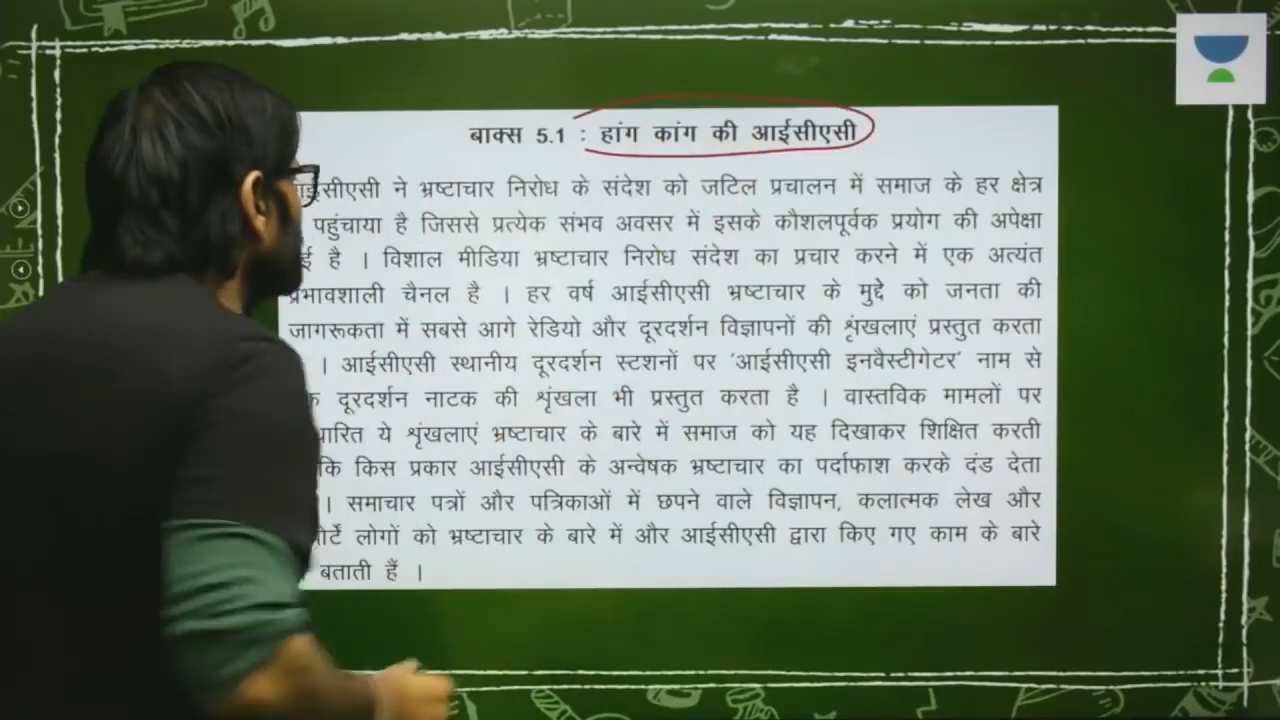 बाक्स 5.1 : हांग कांग की आईसीएसी
ने भ्रष्टाचार निरोध के संदेश को जटिल प्रचालन में समाज के हर क्षेत्र
पहुंचाया है जिससे प्रत्येक संभव अवसर में इसके कौशलपूर्वक प्रयोग की अपेक्षा
है । विशाल मीडिया भ्रष्टाचार निरोध संदेश का प्रचार करने में एक अत्यंत
प्रभावशाली चैनल है । हर वर्ष आईसीएसी भ्रष्टाचार के मुद्दे को जनता की
जागरूकता में सबसे आगे रेडियो और दूरदर्शन विज्ञापनों की शृंखलाएं प्रस्तुत करता
। आईसीएसी स्थानीय दूरदर्शन स्टशनों पर 'आईसीएसी इनवैस्टीगेटर' नाम से
दूरदर्शन नाटक की शृंखला भी प्रस्तुत करता है । वास्तविक मामलों पर
ये शृंखलाएं भ्रष्टाचार के बारे में समाज को यह दिखाकर शिक्षित करती
कि किस प्रकार आईसीएसी के अन्वेषक भ्रष्टाचार का पर्दाफाश करके दंड देता
। समाचार पत्रों और पत्रिकाओं में छपने वाले विज्ञापन, कलात्मक लेख और
लोगों को भ्रष्टाचार के बारे में और आईसीएसी द्वारा किए गए काम के बारे
बताती हैं ।